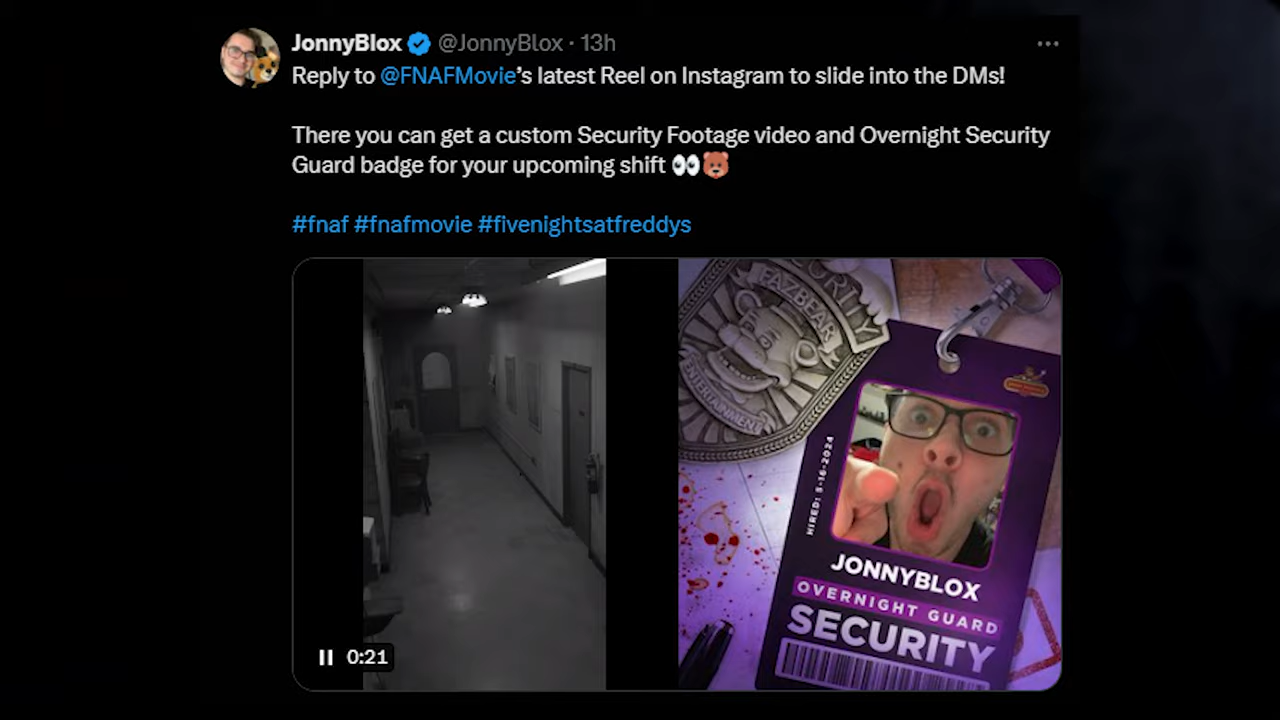 JonnyBlox @JonnyBlox · 13h
Reply to @FNAFMovie’s latest Reel on Instagram to slide into the DMs!
There you can get a custom Security Footage video and Overnight Security
Guard badge for your upcoming shift 👀🐻
#fnaf #fnafmovie #fivenightsatfreddys
0:21
FAZBEAR
ENTERTAINMENT
HIRED: 5-16-2024
JONNYBLOX
OVERNIGHT GUARD
SECURITY